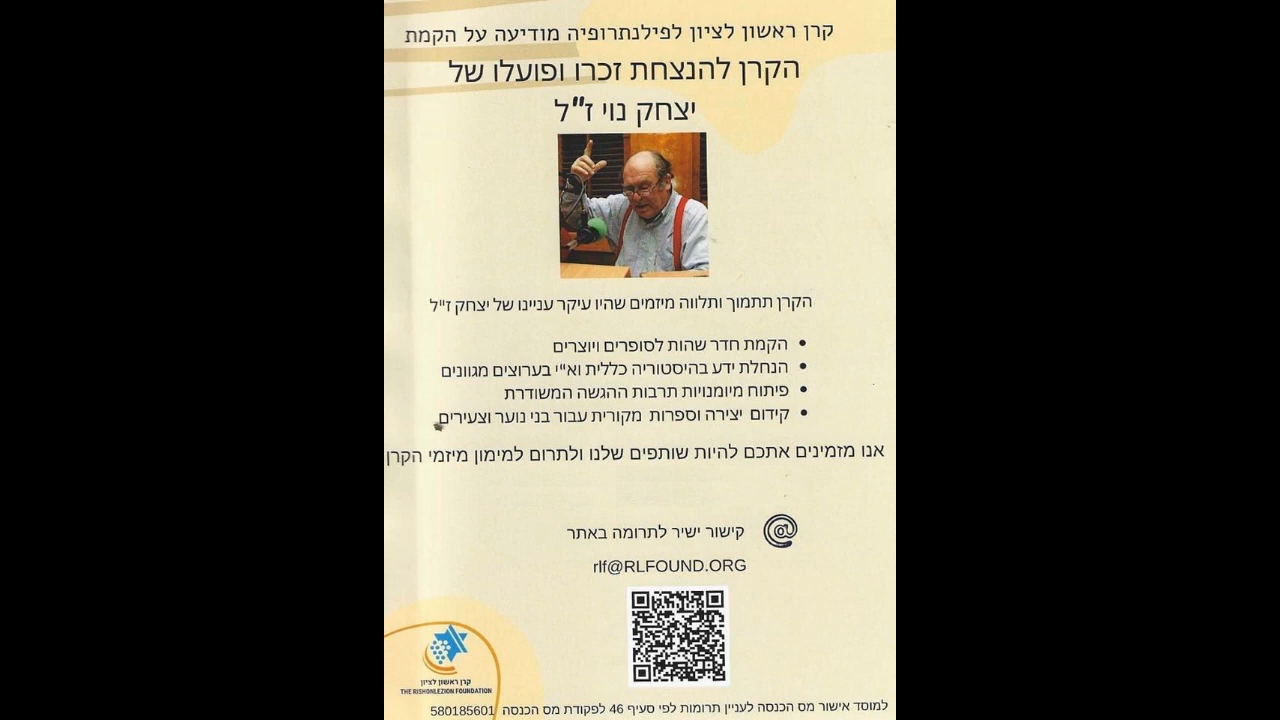 קרן ראשון לציון לפילנתרופיה מודיעה על הקמת
הקרן להנצחת זכרו ופועלו של
יצחק נוי ז"ל
הקרן תתמוך ותלווה מיזמים שהיו עיקר עניינו של יצחק ז"ל
• הקמת חדר שהות לסופרים ויוצרים
• הנחלת ידע בהיסטוריה כללית וא"י בערוצים מגוונים
• פיתוח מיומנויות תרבות ההגשה המשודרת
• קידום יצירה וספרות מקורית עבור בני נוער וצעירים
אנו מזמינים אתכם להיות שותפים שלנו ולתרום למימון מיזמי הקרן
@ קישור ישיר לתרומה באתר
rlf@RLFOUND.ORG
קרן ראשון לציון
THE RISHONLEZION FOUNDATION
למוסד אישור מס הכנסה לעניין תרומות לפי סעיף 46 לפקודת מס הכנסה 580185601